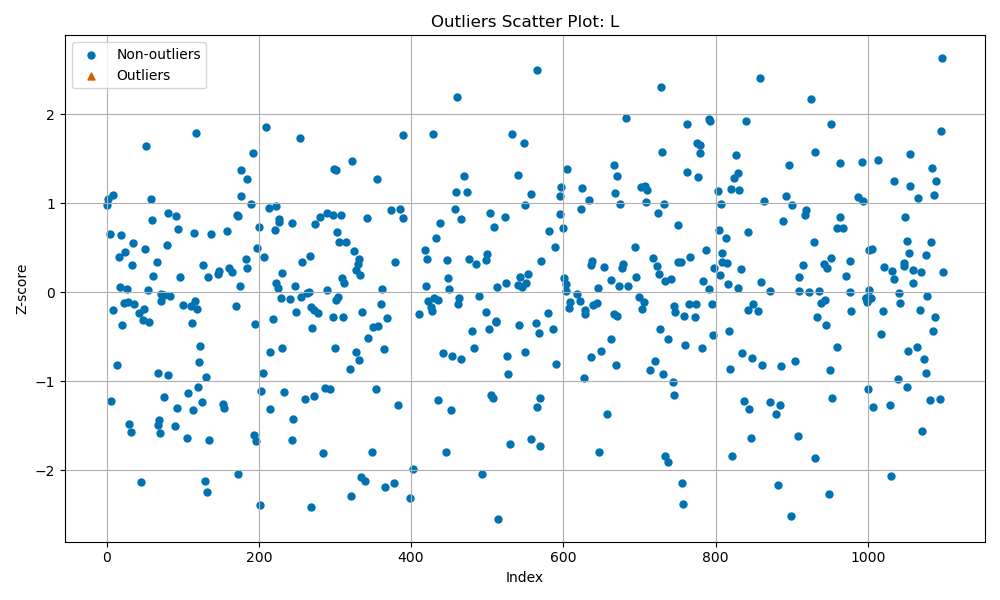 Outliers Scatter Plot: L
Non-outliers
Outliers
Z-score
2
1
0
−1
−2
0 200 400 600 800 1000
Index